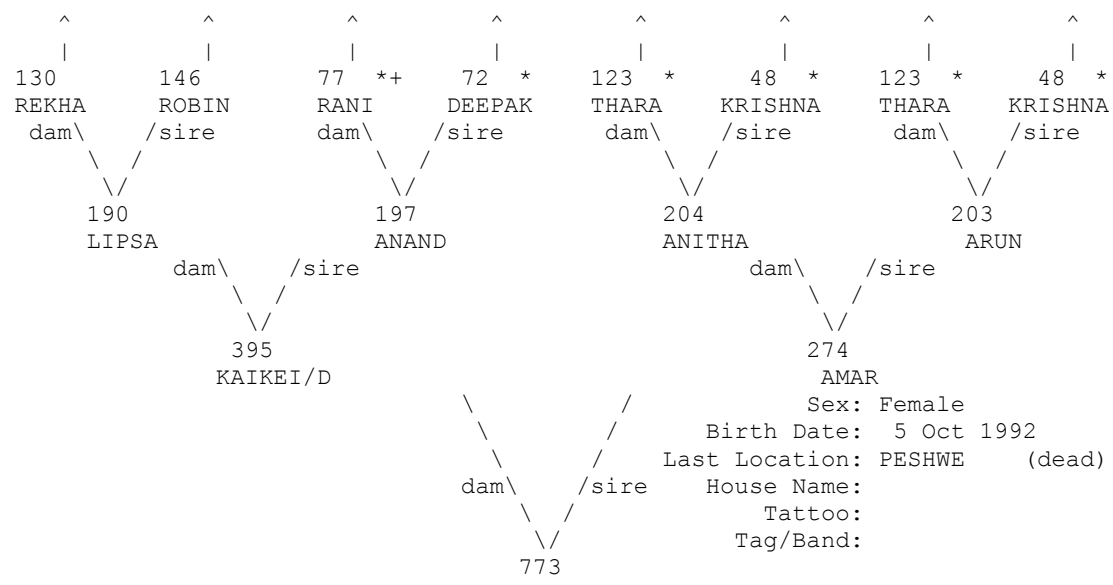 ^ ^ ^ ^ ^ ^ ^ ^
| | | | | | | |
130 146 77 *+ 72 * 123 * 48 * 123 * 48 *
REKHA ROBIN RANI DEEPAK THARA KRISHNA THARA KRISHNA
dam\ /sire dam\ /sire dam\ /sire dam\ /sire
\ / \ / \ / \ /
\/ \/ \/ \/
190 197 204 203
LIPSA ANAND ANITHA ARUN
dam\ /sire dam\ /sire
\ / \ /
\/ \/
395 274
KAIKEI/D AMAR
\ / Sex: Female
\ / Birth Date: 5 Oct 1992
\ / Last Location: PESHWE (dead)
dam\ /sire House Name:
\ / Tattoo:
\/ Tag/Band:
773